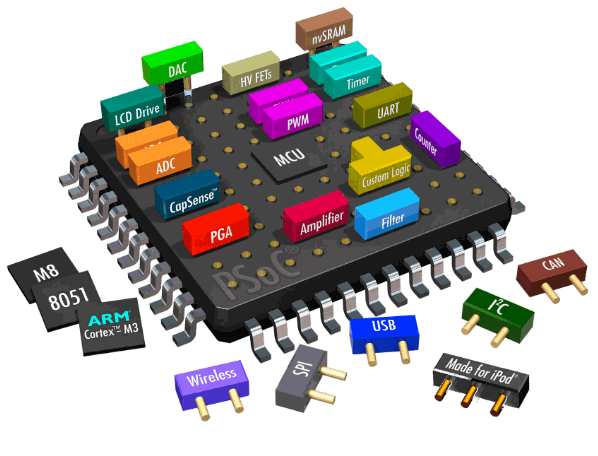 nvSRAM
DAC
HV FETs
Timer
LCD Drive
PWM
UART
Counter
ADC
MCU
Custom Logic
CapSense™
PGA
Amplifier
Filter
PSoC®
M8
8051
ARM
Cortex™-M3
CAN
I²C
USB
SPI
Wireless
Made for iPod®